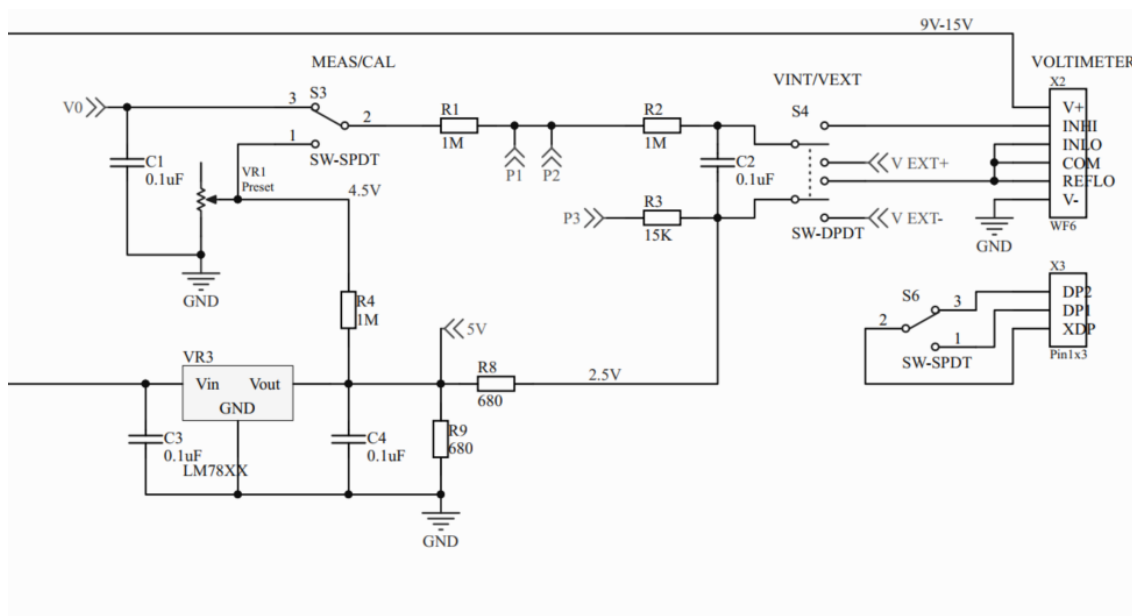 9V-15V
MEAS/CAL
VOLTIMETER
S3
VINT/VEXT
X2
V0
3
2
R1
1M
R2
1M
S4
V+
INHI
INLO
COM
REFLO
V-
WF6
1
SW-SPDT
C1
0.1uF
VR1
Preset
4.5V
P1
P2
C2
0.1uF
V EXT+
P3
R3
15K
SW-DPDT
V EXT-
GND
GND
X3
DP2
DP1
XDP
Pin1x3
S6
3
2
1
SW-SPDT
R4
1M
5V
VR3
Vin
Vout
GND
R8
680
2.5V
C3
0.1uF
LM78XX
C4
0.1uF
R9
680
GND